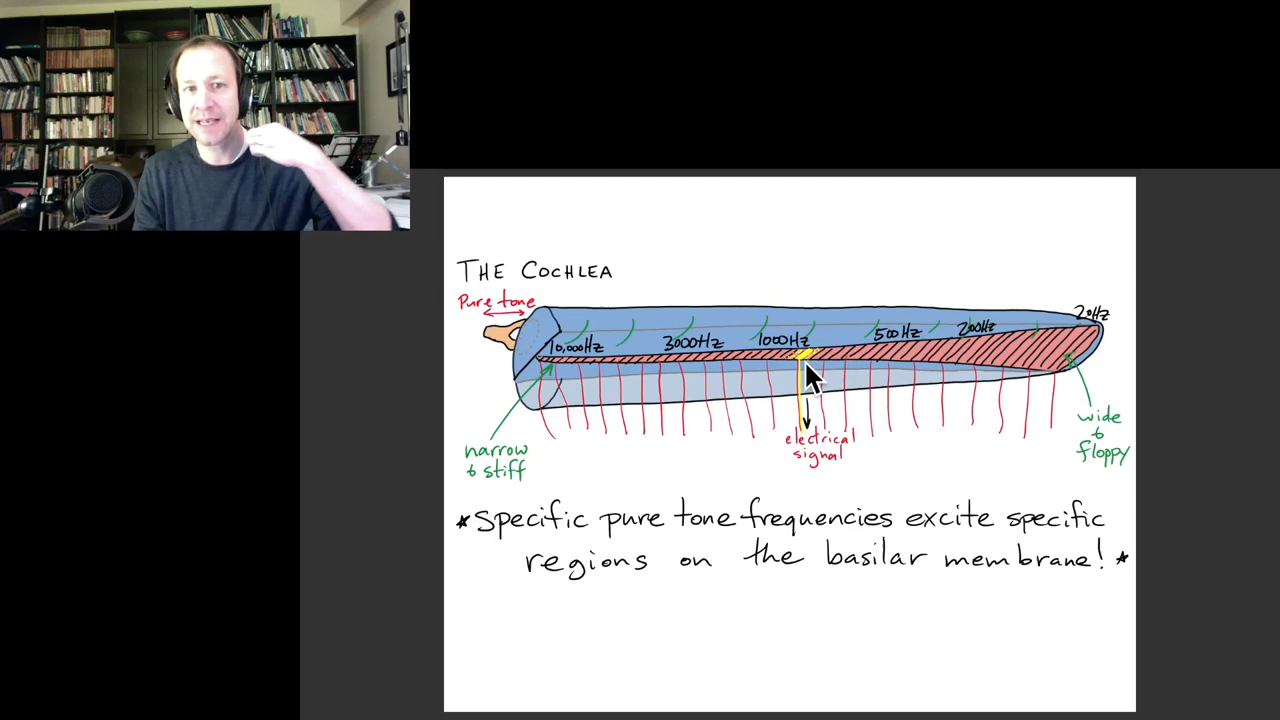 THE COCHLEA
Pure tone
10,000Hz 3000Hz 1000Hz 500Hz 200Hz 20Hz
narrow
& stiff
electrical
signal
wide
&
floppy
*Specific pure tone frequencies excite specific
regions on the basilar membrane! *